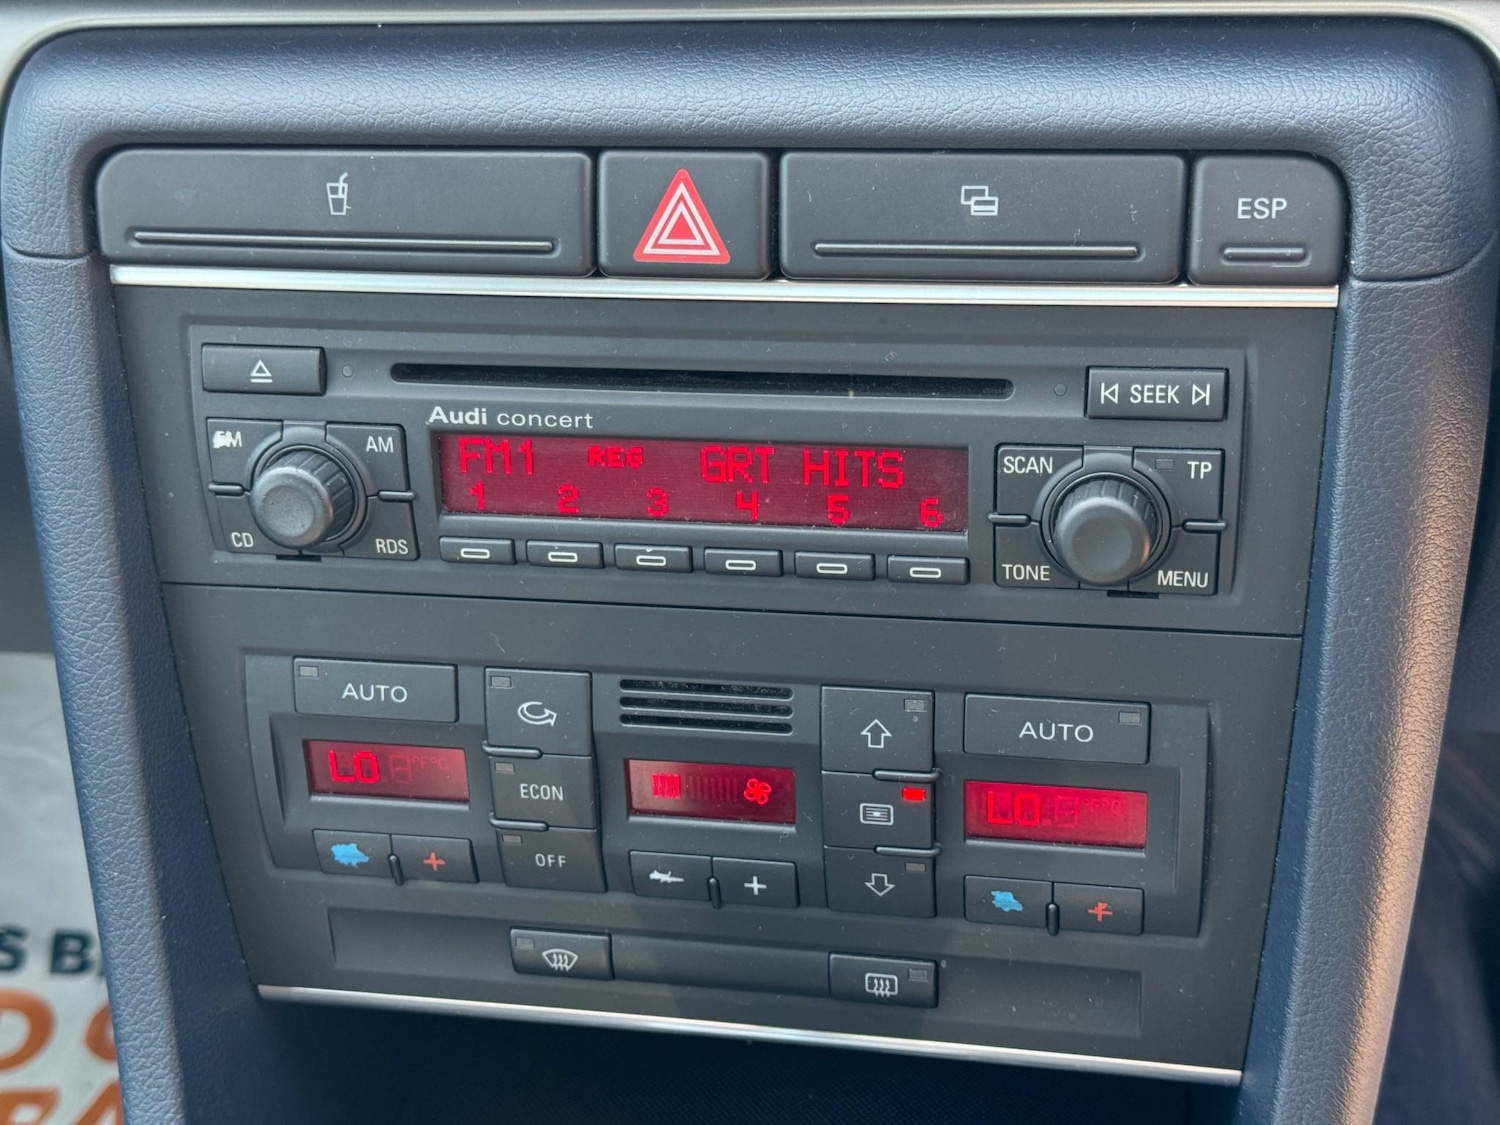 ESP
SEEK
Audi concert
FM AM
FM1 REG GRT HITS
1 2 3 4 5 6
SCAN TP
CD RDS
TONE MENU
AUTO
AUTO
LO
ECON
LO
OFF
S B